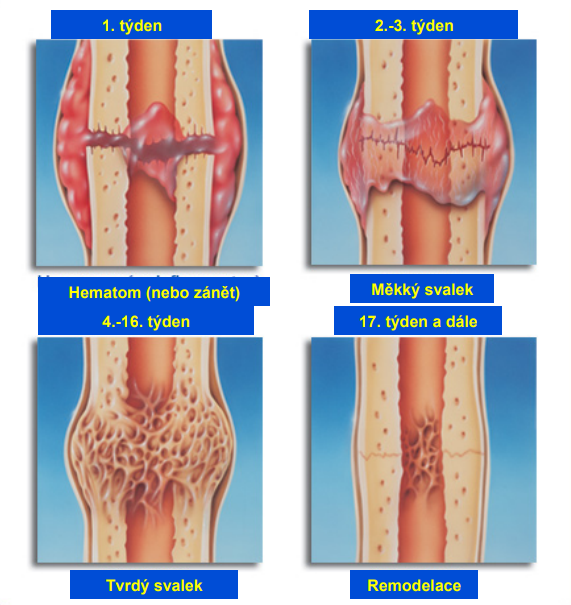 1. týden
2.-3. týden
Hematom (nebo zánět)
Měkký svalek
4.-16. týden
17. týden a dále
Tvrdý svalek
Remodelace